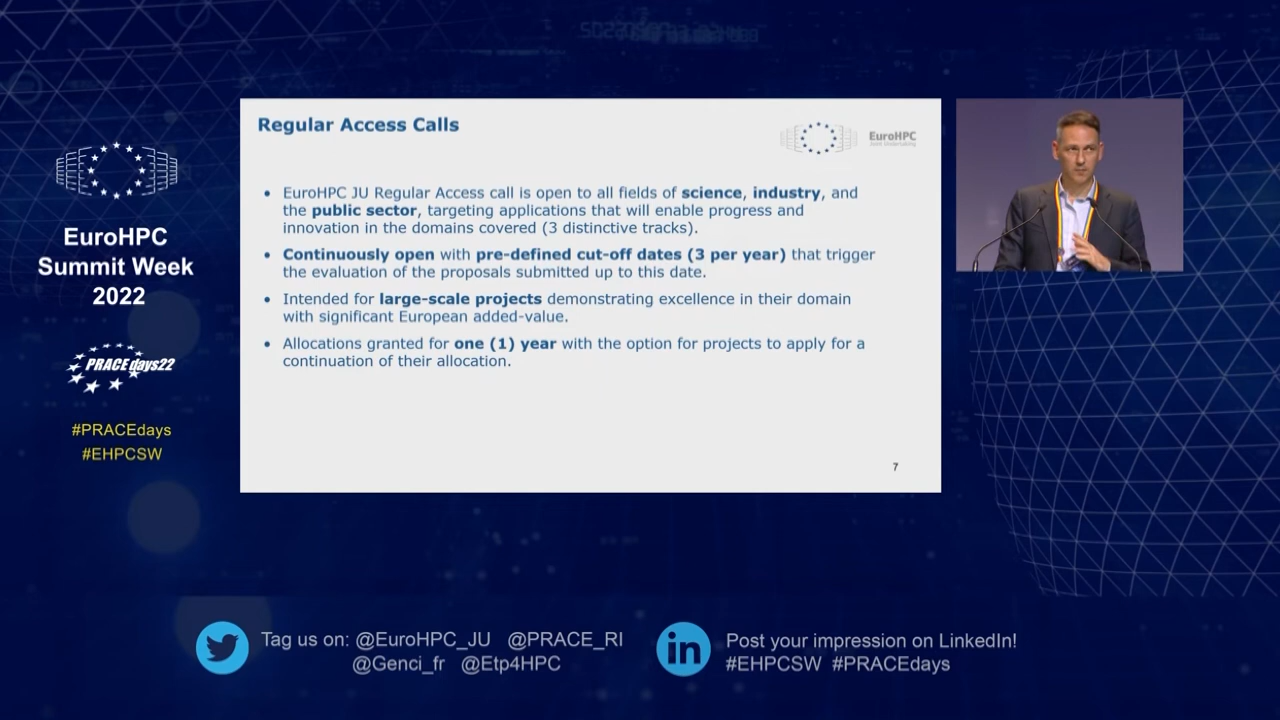 EuroHPC
Summit Week
2022
PRACEdays22
#PRACEdays
#EHPCSW
Regular Access Calls
EuroHPC
Joint Undertaking
• EuroHPC JU Regular Access call is open to all fields of science, industry, and
the public sector, targeting applications that will enable progress and
innovation in the domains covered (3 distinctive tracks).
• Continuously open with pre-defined cut-off dates (3 per year) that trigger
the evaluation of the proposals submitted up to this date.
• Intended for large-scale projects demonstrating excellence in their domain
with significant European added-value.
• Allocations granted for one (1) year with the option for projects to apply for a
continuation of their allocation.
7
Tag us on: @EuroHPC_JU @PRACE_RI
@Genci_fr @Etp4HPC
in
Post your impression on LinkedIn!
#EHPCSW #PRACEdays